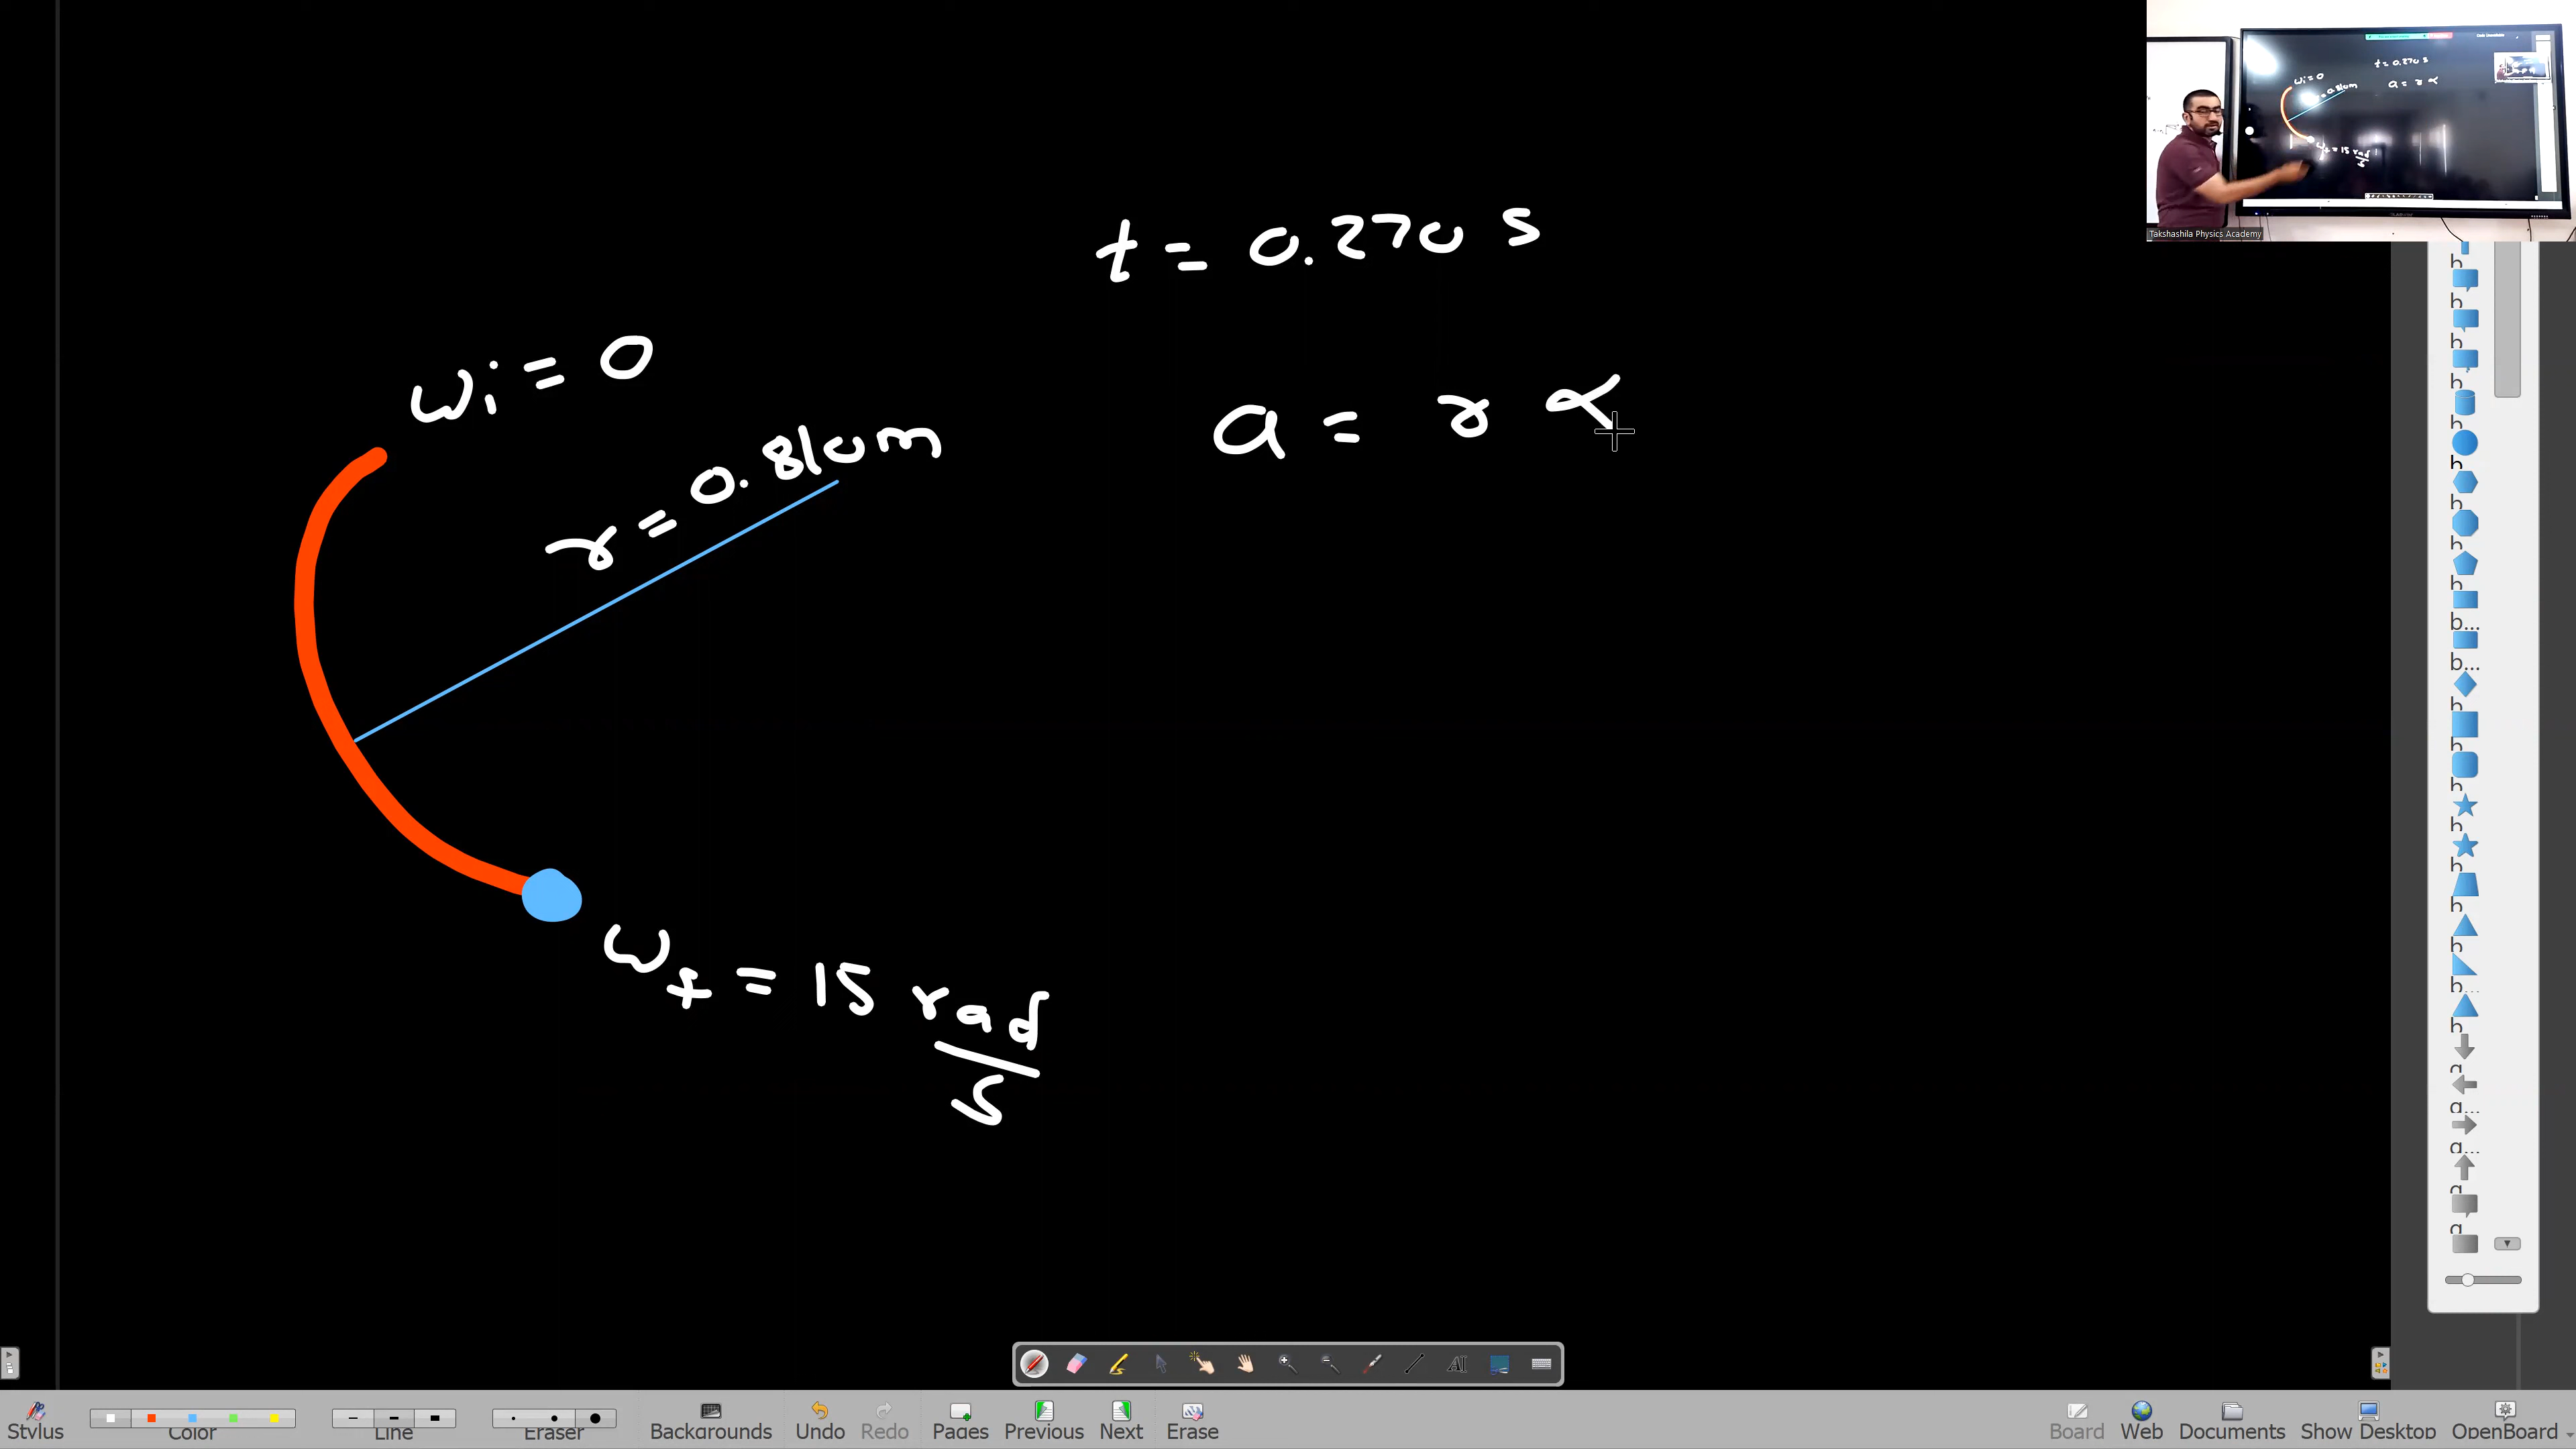 t = 0.270 s
ωi = 0
a = r α
r = 0.810 m
ωf = 15 rad/s
Takshashila Physics Academy
b
b
b
b
b
b
b
b
b
b...
b...
b
b
b
b
b
b
b
b
b...
b
a
a...
a...
a
a
Stylus
Color
Line
Eraser
Backgrounds
Undo
Redo
Pages
Previous
Next
Erase
Board
Web
Documents
Show Desktop
OpenBoard